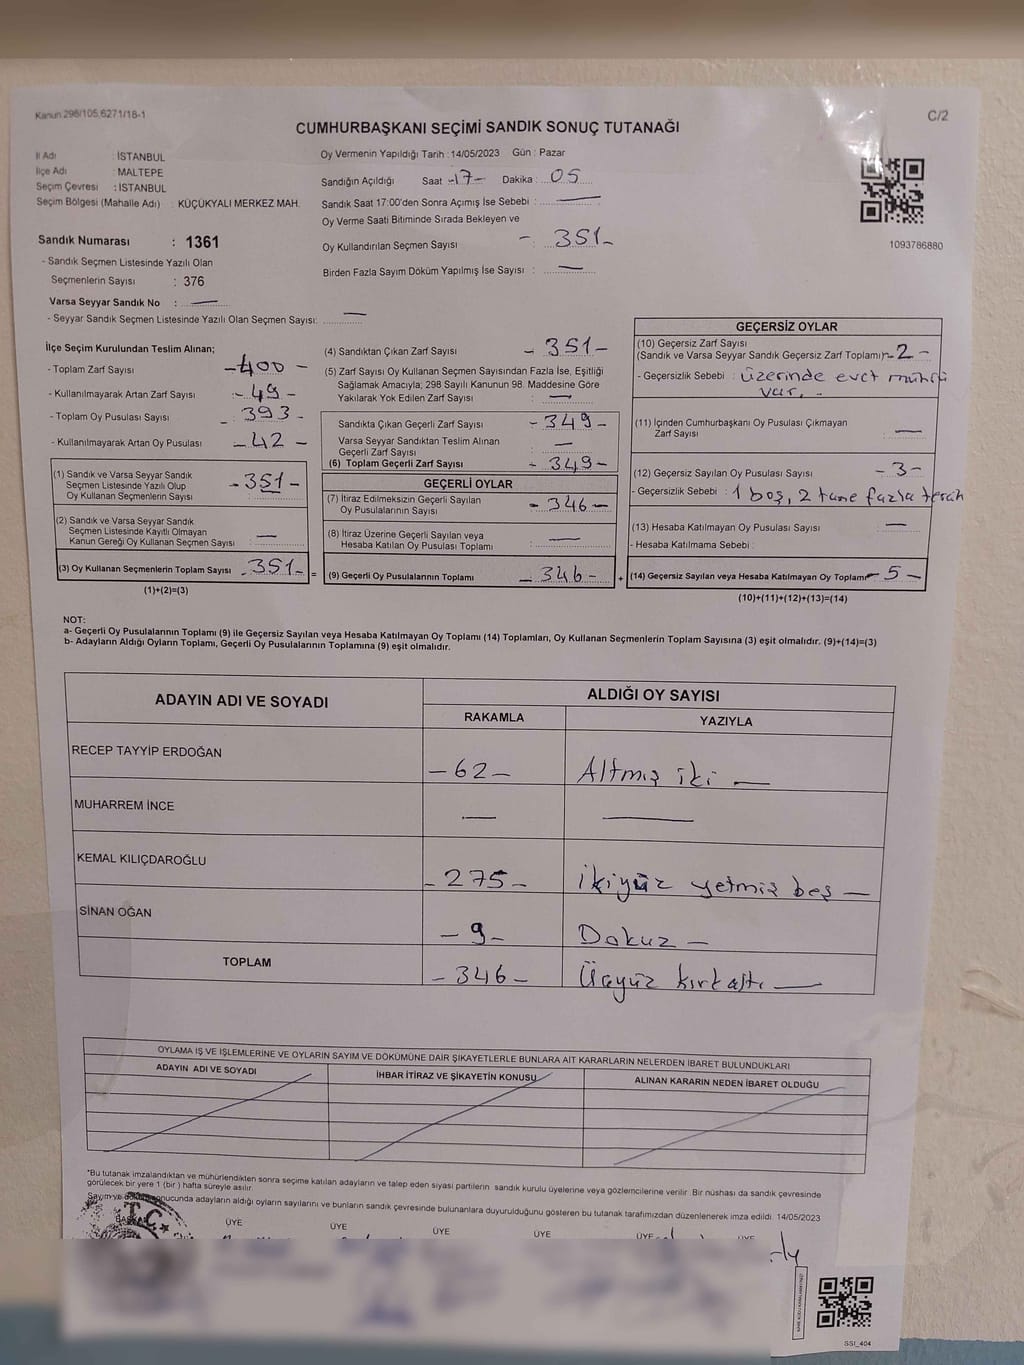 Kanun 298/105,6271/18-1
C/2
CUMHURBAŞKANI SEÇİMİ SANDIK SONUÇ TUTANAĞI
İl Adı : İSTANBUL
İlçe Adı : MALTEPE
Seçim Çevresi : İSTANBUL
Seçim Bölgesi (Mahalle Adı) : KÜÇÜKYALI MERKEZ MAH.
Sandık Numarası : 1361
- Sandık Seçmen Listesinde Yazılı Olan
Seçmenlerin Sayısı : 376
Varsa Seyyar Sandık No : —
- Seyyar Sandık Seçmen Listesinde Yazılı Olan Seçmen Sayısı: —
Oy Vermenin Yapıldığı Tarih : 14/05/2023 Gün : Pazar
Sandığın Açıldığı Saat -17- Dakika : 05
Sandık Saat 17:00'den Sonra Açımış İse Sebebi : —
Oy Verme Saati Bitiminde Sırada Bekleyen ve
Oy Kullandırılan Seçmen Sayısı - : 351-
Birden Fazla Sayım Döküm Yapılmış İse Sayısı : —
1093786880
İlçe Seçim Kurulundan Teslim Alınan;
- Toplam Zarf Sayısı -400-
- Kullanılmayarak Artan Zarf Sayısı - 49 -
- Toplam Oy Pusulası Sayısı - 393 -
- Kullanılmayarak Artan Oy Pusulası - 42 -
(1) Sandık ve Varsa Seyyar Sandık
Seçmen Listesinde Yazılı Olup
Oy Kullanan Seçmenlerin Sayısı - 351 -
(2) Sandık ve Varsa Seyyar Sandık
Seçmen Listesinde Kayıtlı Olmayan
Kanun Gereği Oy Kullanan Seçmen Sayısı : —
(3) Oy Kullanan Seçmenlerin Toplam Sayısı - 351 - =
(1)+(2)=(3)
(4) Sandıktan Çıkan Zarf Sayısı - 351 -
(5) Zarf Sayısı Oy Kullanan Seçmen Sayısından Fazla İse, Eşitliği
Sağlamak Amacıyla; 298 Sayılı Kanunun 98. Maddesine Göre
Yakılarak Yok Edilen Zarf Sayısı : —
Sandıkta Çıkan Geçerli Zarf Sayısı - 349 -
Varsa Seyyar Sandıktan Teslim Alınan
Geçerli Zarf Sayısı : —
(6) Toplam Geçerli Zarf Sayısı - 349 -
GEÇERLİ OYLAR
(7) İtiraz Edilmeksizin Geçerli Sayılan
Oy Pusulalarının Sayısı - 346 -
(8) İtiraz Üzerine Geçerli Sayılan ve
Hesaba Katılan Oy Pusulası Toplamı : —
(9) Geçerli Oy Pusulalarının Toplamı - 346 - +
GEÇERSİZ OYLAR
(10) Geçersiz Zarf Sayısı
(Sandık ve Varsa Seyyar Sandık Geçersiz Zarf Toplamı) - 2 -
- Geçersizlik Sebebi : üzerinde evet mührü
var. -
(11) İçinden Cumhurbaşkanı Oy Pusulası Çıkmayan
Zarf Sayısı —
(12) Geçersiz Sayılan Oy Pusulası Sayısı - 3 -
- Geçersizlik Sebebi : 1 boş, 2 tane fazla tercih
(13) Hesaba Katılmayan Oy Pusulası Sayısı —
- Hesaba Katılmama Sebebi :
(14) Geçersiz Sayılan veya Hesaba Katılmayan Oy Toplamı - 5 -
(10)+(11)+(12)+(13)=(14)
NOT:
a- Geçerli Oy Pusulalarının Toplamı (9) ile Geçersiz Sayılan veya Hesaba Katılmayan Oy Toplamı (14) Toplamları, Oy Kullanan Seçmenlerin Toplam Sayısına (3) eşit olmalıdır. (9)+(14)=(3)
b- Adayların Aldığı Oyların Toplamı, Geçerli Oy Pusulalarının Toplamına (9) eşit olmalıdır.
ADAYIN ADI VE SOYADI
ALDIĞI OY SAYISI
RAKAMLA YAZIYLA
RECEP TAYYİP ERDOĞAN - 62 - Altmış iki —
MUHARREM İNCE — —
KEMAL KILIÇDAROĞLU - 275 - İkiyüz yetmiş beş —
SİNAN OĞAN - 9 - Dokuz —
TOPLAM - 346 - Üçyüz kırkaltı —
OYLAMA İŞ VE İŞLEMLERİNE VE OYLARIN SAYIM VE DÖKÜMÜNE DAİR ŞİKAYETLERLE BUNLARA AİT KARARLARIN NELERDEN İBARET BULUNDUKLARI
ADAYIN ADI VE SOYADI İHBAR İTİRAZ VE ŞİKAYETİN KONUSU ALINAN KARARIN NEDEN İBARET OLDUĞU
*Bu tutanak imzalandıktan ve mühürlendikten sonra seçime katılan adayların ve talep eden siyasi partilerin sandık kurulu üyelerine veya gözlemcilerine verilir. Bir nüshası da sandık çevresinde
görülecek bir yere 1 (bir) hafta süreyle asılır.
Sayım ve döküm sonucunda adayların aldığı oyların sayılarını ve bunların sandık çevresinde bulunanlara duyurulduğunu gösteren bu tutanak tarafımızdan düzenlenerek imza edildi. 14/05/2023
T.C.
BAŞKAN ÜYE ÜYE ÜYE ÜYE ÜYE ÜYE
SSI_404